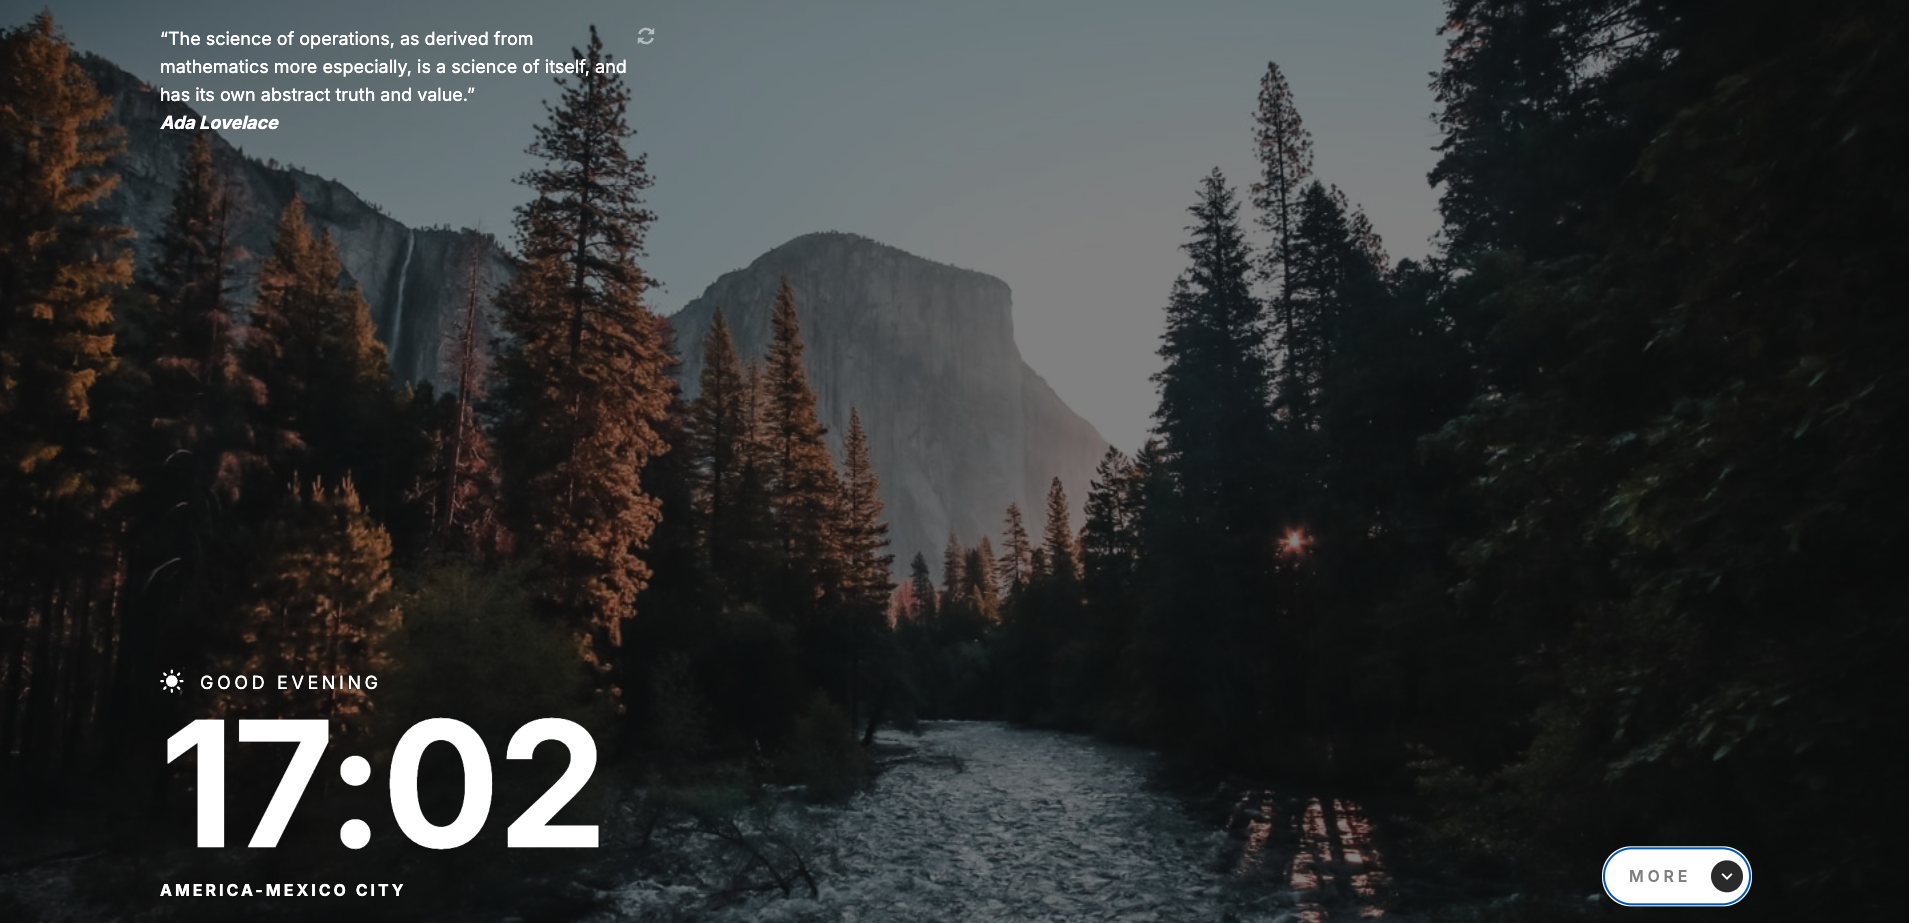 “The science of operations, as derived from
mathematics more especially, is a science of itself, and
has its own abstract truth and value.”
Ada Lovelace
GOOD EVENING
17:02
AMERICA-MEXICO CITY
MORE